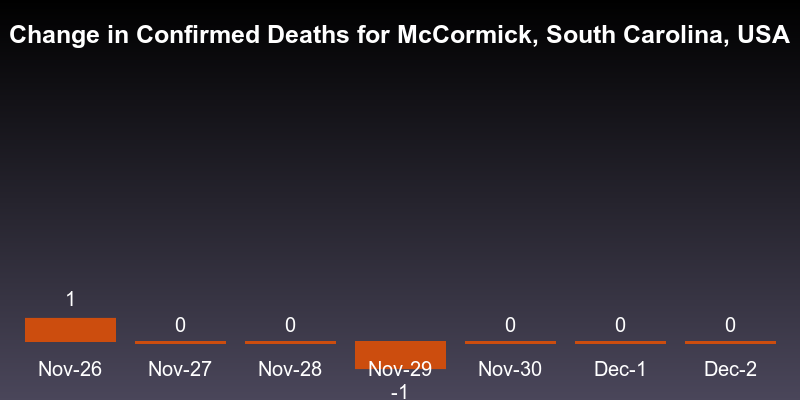 Change in Confirmed Deaths for McCormick, South Carolina, USA
1
0
0
0
0
0
Nov-26
Nov-27
Nov-28
Nov-29
Nov-30
Dec-1
Dec-2
-1